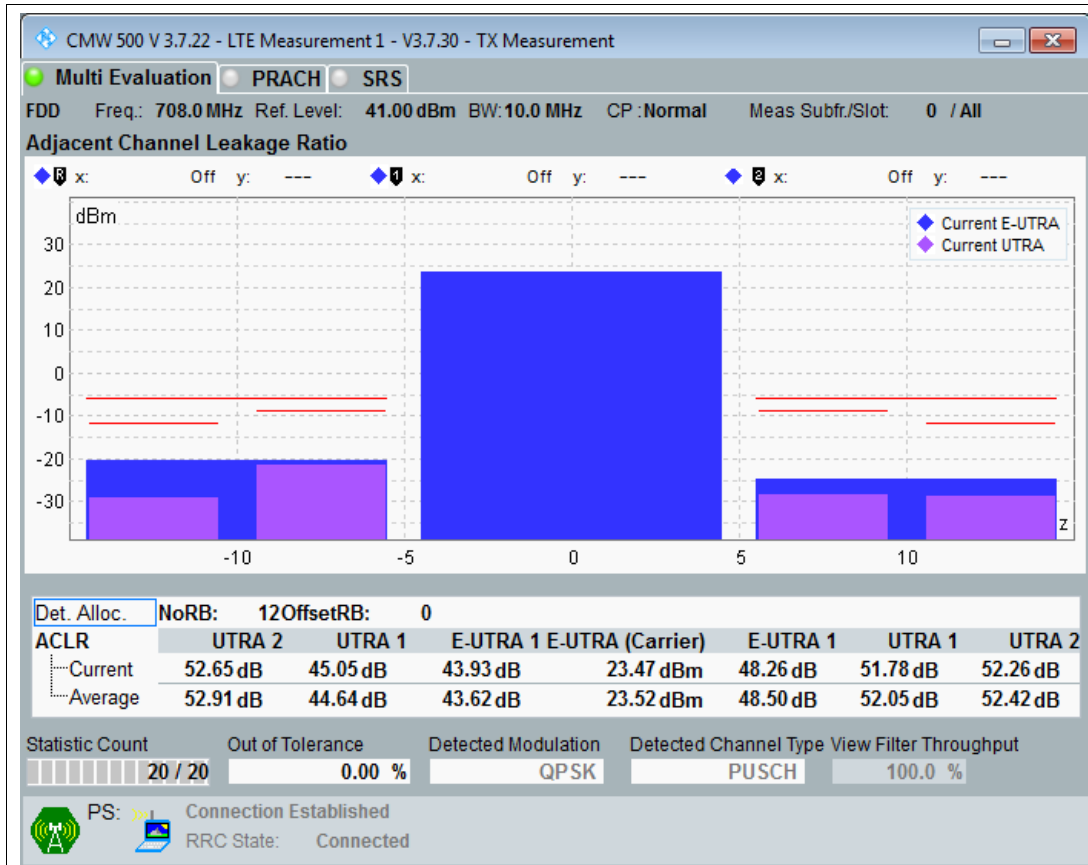 CMW 500 V 3.7.22 - LTE Measurement 1 - V3.7.30 - TX Measurement
Multi Evaluation PRACH SRS
FDD Freq.: 708.0 MHz Ref. Level: 41.00 dBm BW: 10.0 MHz CP : Normal Meas Subfr./Slot: 0 / All
Adjacent Channel Leakage Ratio
R x: Off y: --- 1 x: Off y: --- 2 x: Off y: ---
dBm
Current E-UTRA
Current UTRA
30
20
10
0
-10
-20
-30
z
-10 -5 0 5 10
Det. Alloc. NoRB: 12 OffsetRB: 0
ACLR UTRA 2 UTRA 1 E-UTRA 1 E-UTRA (Carrier) E-UTRA 1 UTRA 1 UTRA 2
Current 52.65 dB 45.05 dB 43.93 dB 23.47 dBm 48.26 dB 51.78 dB 52.26 dB
Average 52.91 dB 44.64 dB 43.62 dB 23.52 dBm 48.50 dB 52.05 dB 52.42 dB
Statistic Count Out of Tolerance Detected Modulation Detected Channel Type View Filter Throughput
20 / 20 0.00 % QPSK PUSCH 100.0 %
PS: Connection Established
RRC State: Connected